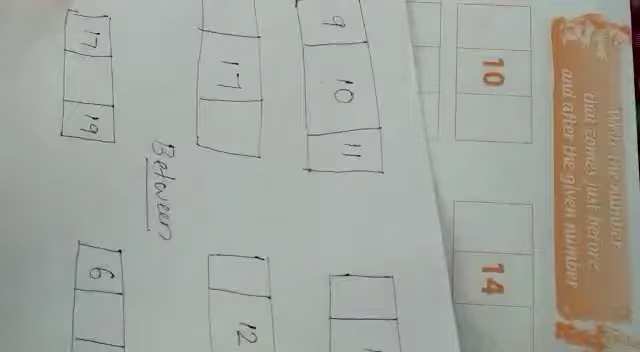 Write the number
that comes just before
and after the given number
10
14
9 10 11
17
12
Between
17 19
6